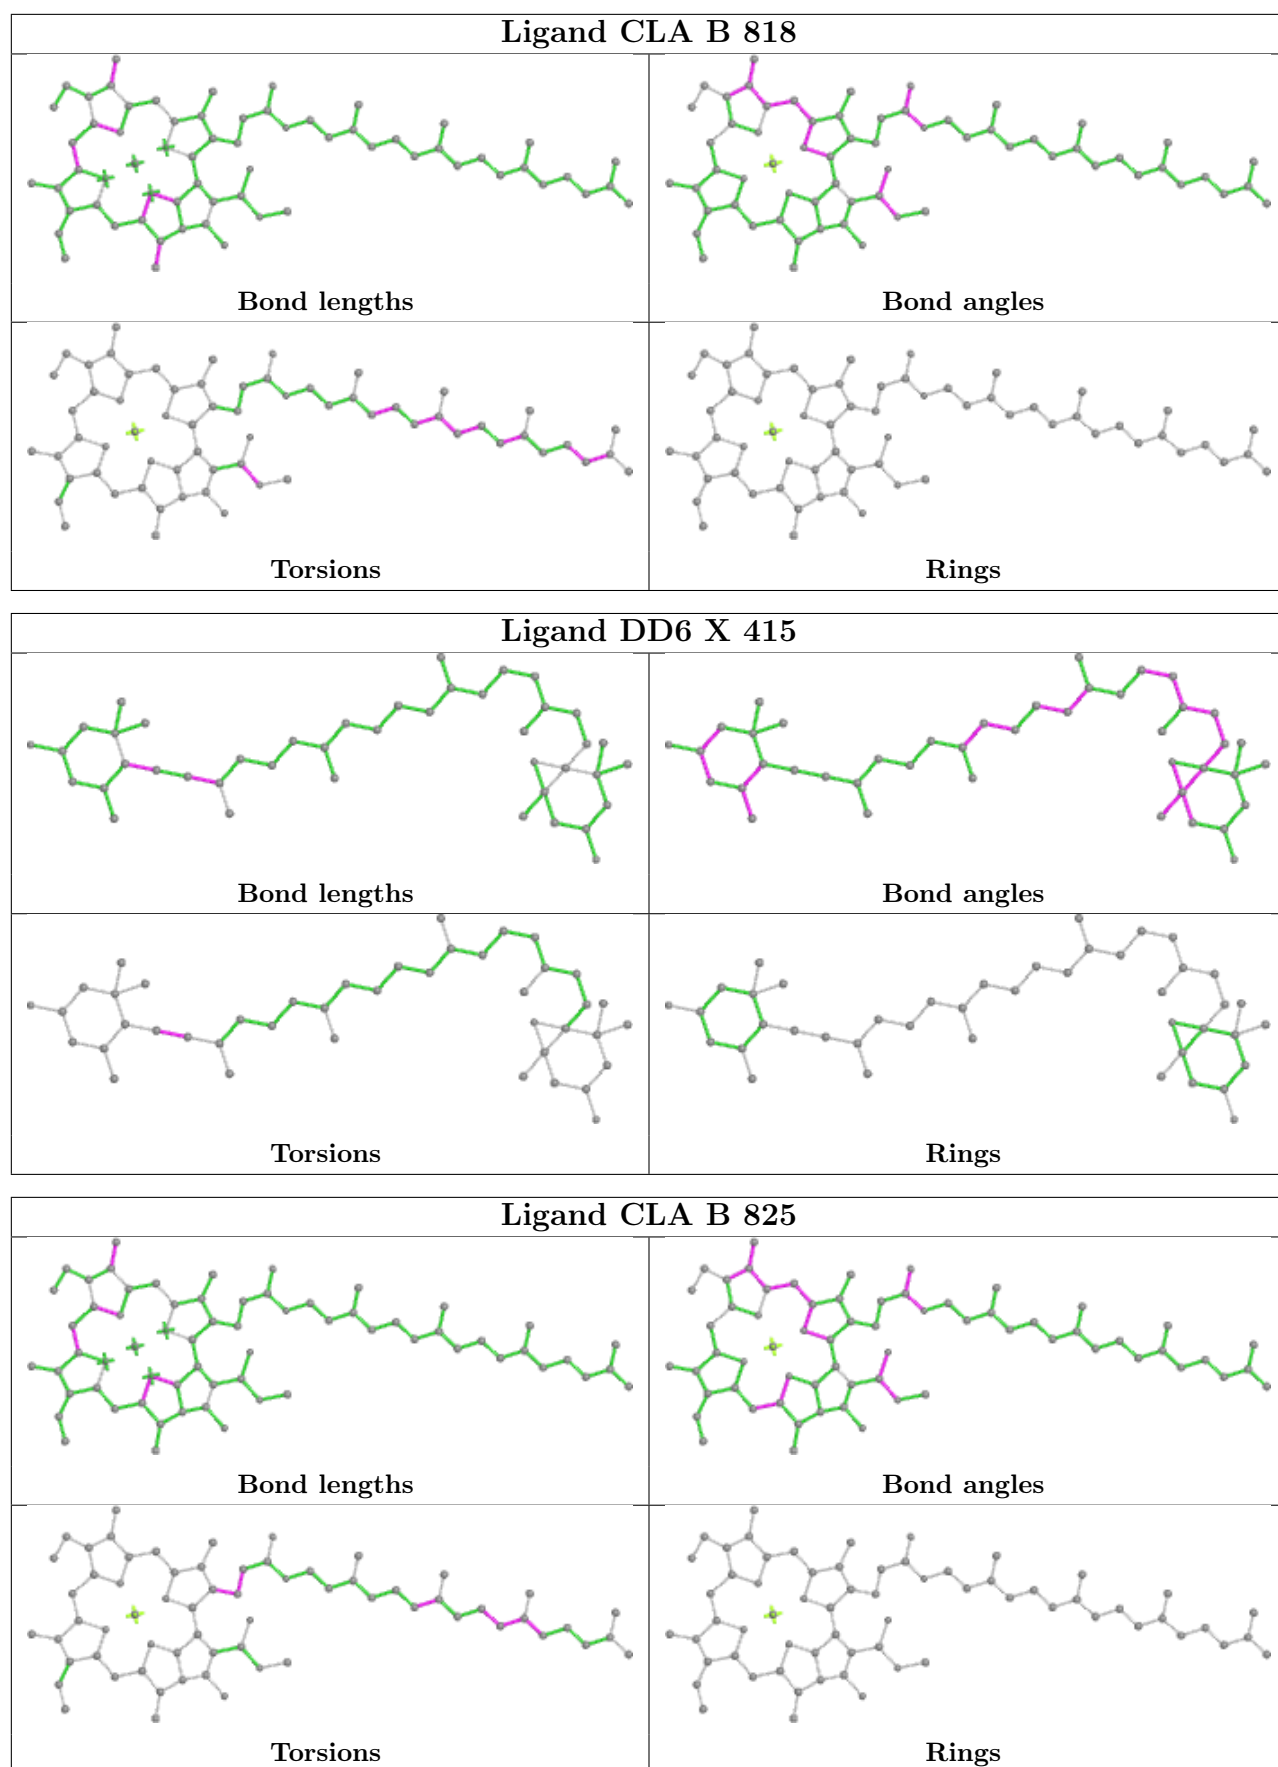 Ligand CLA B 818
Bond lengths
Bond angles
Torsions
Rings
Ligand DD6 X 415
Bond lengths
Bond angles
Torsions
Rings
Ligand CLA B 825
Bond lengths
Bond angles
Torsions
Rings